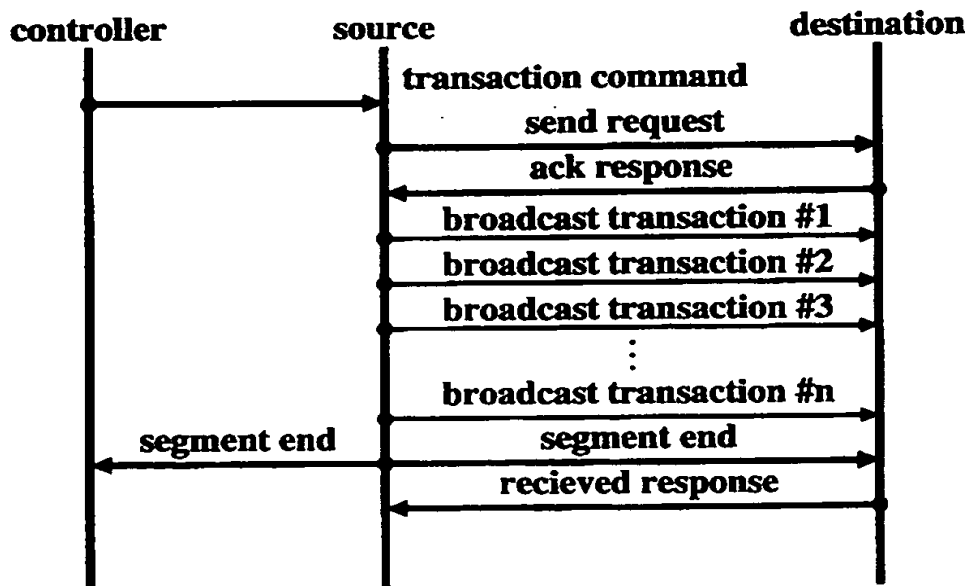 controller source destination
transaction command
send request
ack response
broadcast transaction #1
broadcast transaction #2
broadcast transaction #3
⋮
broadcast transaction #n
segment end segment end
recieved response